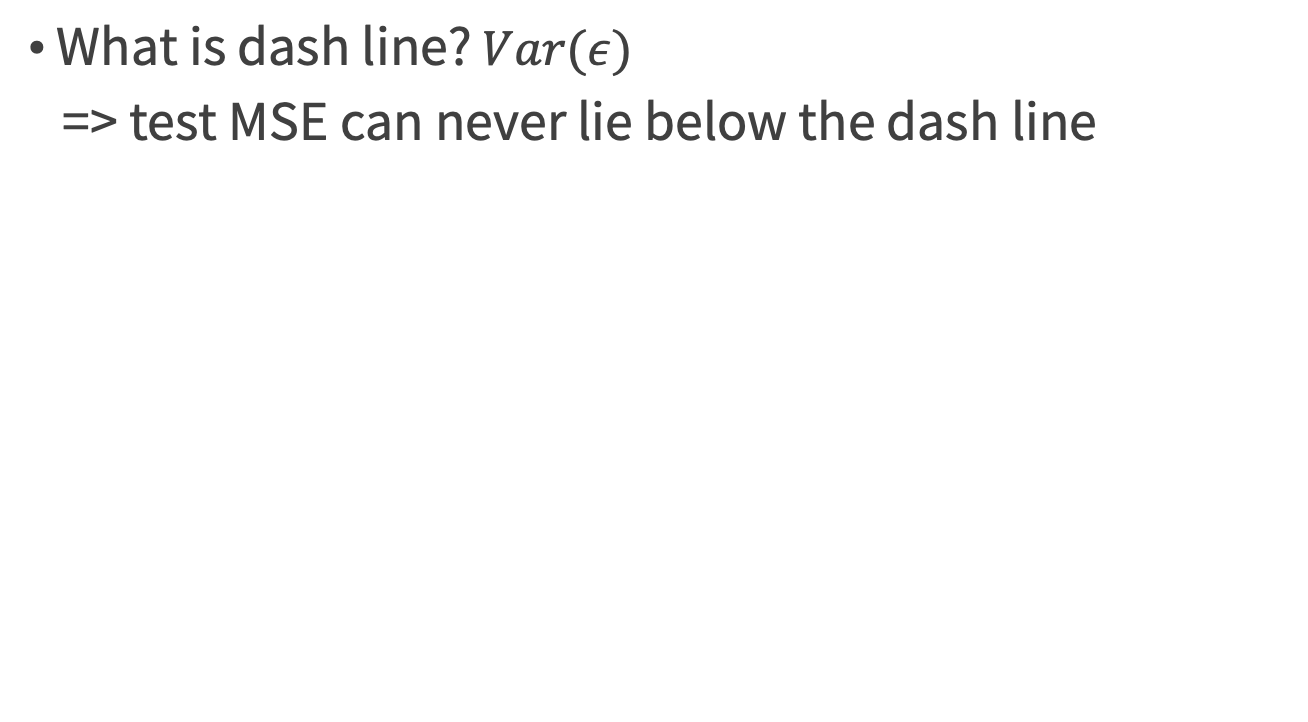 • What is dash line? 𝑉𝑎𝑟(𝜖)
=> test MSE can never lie below the dash line